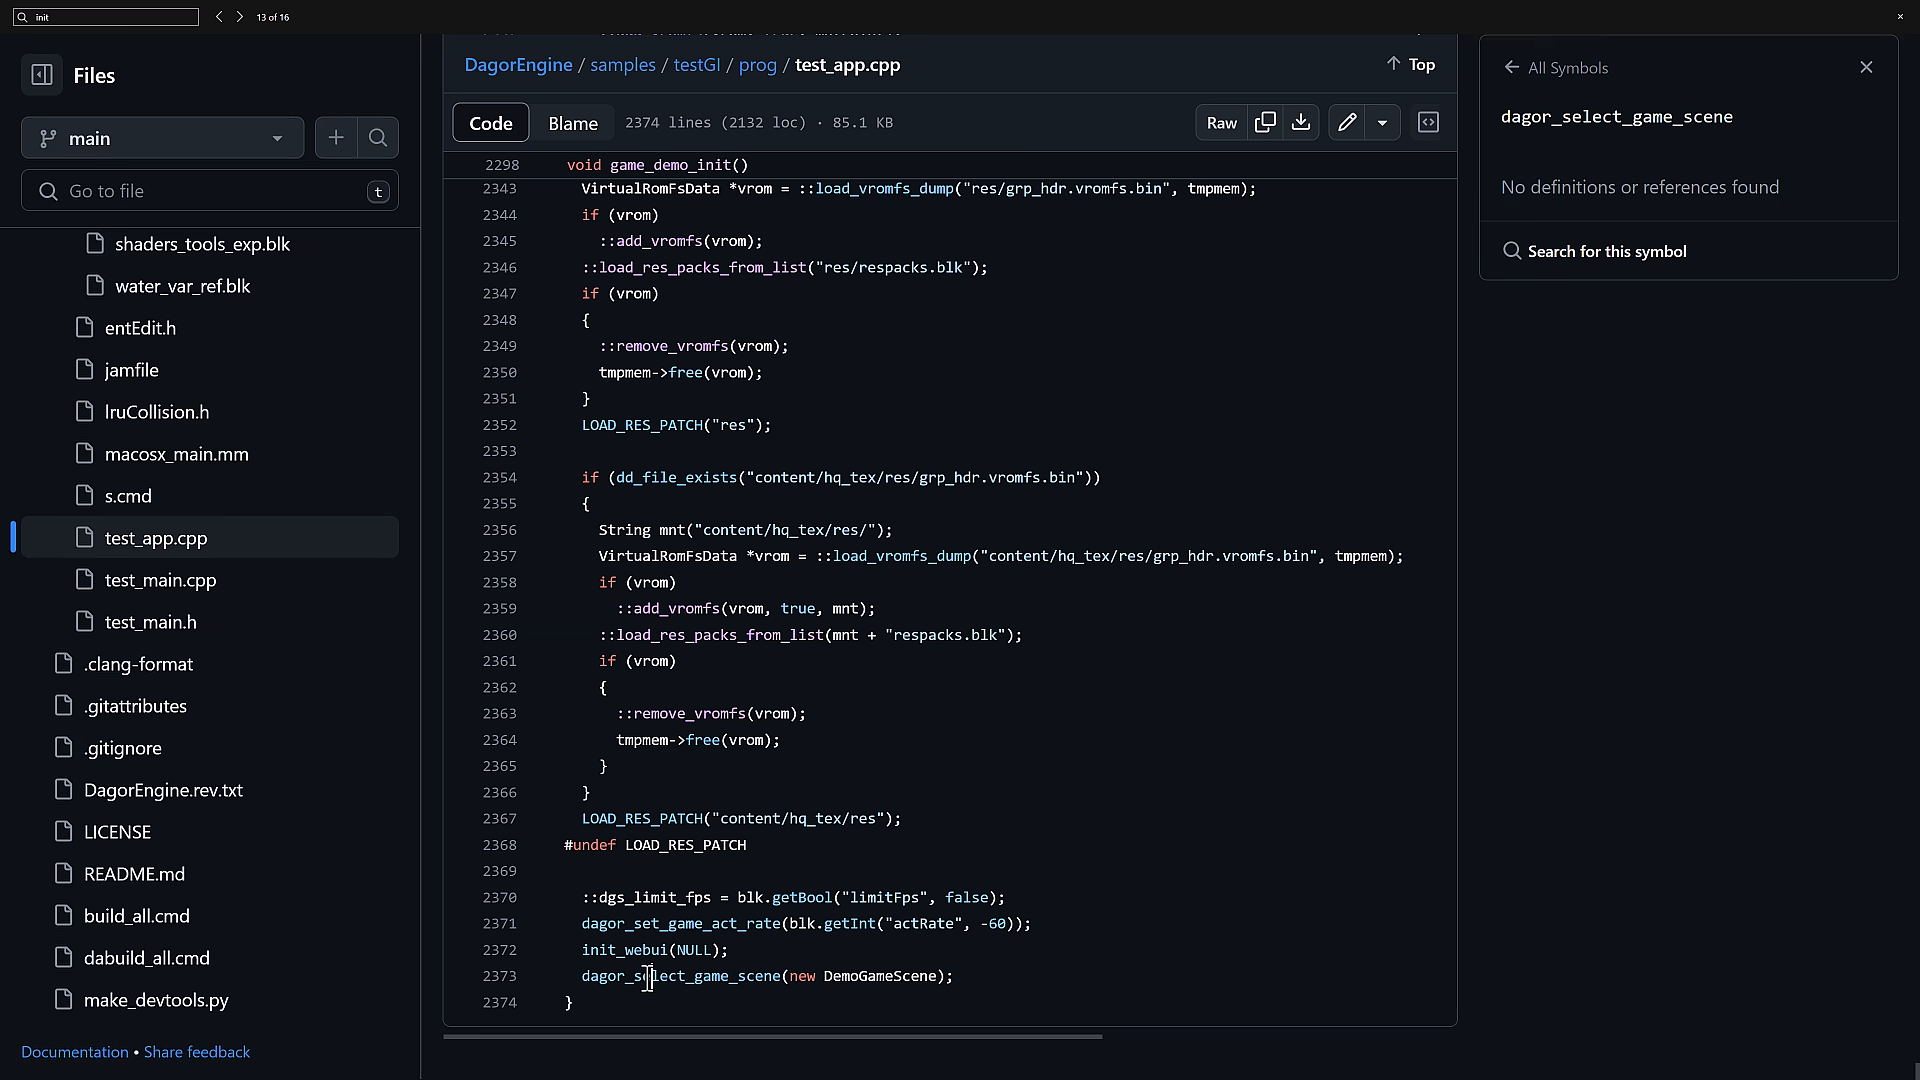 init
13 of 16
Files
main
Go to file
t
shaders_tools_exp.blk
water_var_ref.blk
entEdit.h
jamfile
lruCollision.h
macosx_main.mm
s.cmd
test_app.cpp
test_main.cpp
test_main.h
.clang-format
.gitattributes
.gitignore
DagorEngine.rev.txt
LICENSE
README.md
build_all.cmd
dabuild_all.cmd
make_devtools.py
Documentation • Share feedback
DagorEngine / samples / testGI / prog / test_app.cpp
Top
Code Blame 2374 lines (2132 loc) · 85.1 KB
Raw
2298 void game_demo_init()
2343 VirtualRomFsData *vrom = ::load_vromfs_dump("res/grp_hdr.vromfs.bin", tmpmem);
2344 if (vrom)
2345 ::add_vromfs(vrom);
2346 ::load_res_packs_from_list("res/respacks.blk");
2347 if (vrom)
2348 {
2349 ::remove_vromfs(vrom);
2350 tmpmem->free(vrom);
2351 }
2352 LOAD_RES_PATCH("res");
2353
2354 if (dd_file_exists("content/hq_tex/res/grp_hdr.vromfs.bin"))
2355 {
2356 String mnt("content/hq_tex/res/");
2357 VirtualRomFsData *vrom = ::load_vromfs_dump("content/hq_tex/res/grp_hdr.vromfs.bin", tmpmem);
2358 if (vrom)
2359 ::add_vromfs(vrom, true, mnt);
2360 ::load_res_packs_from_list(mnt + "respacks.blk");
2361 if (vrom)
2362 {
2363 ::remove_vromfs(vrom);
2364 tmpmem->free(vrom);
2365 }
2366 }
2367 LOAD_RES_PATCH("content/hq_tex/res");
2368 #undef LOAD_RES_PATCH
2369
2370 ::dgs_limit_fps = blk.getBool("limitFps", false);
2371 dagor_set_game_act_rate(blk.getInt("actRate", -60));
2372 init_webui(NULL);
2373 dagor_select_game_scene(new DemoGameScene);
2374 }
All Symbols
dagor_select_game_scene
No definitions or references found
Search for this symbol